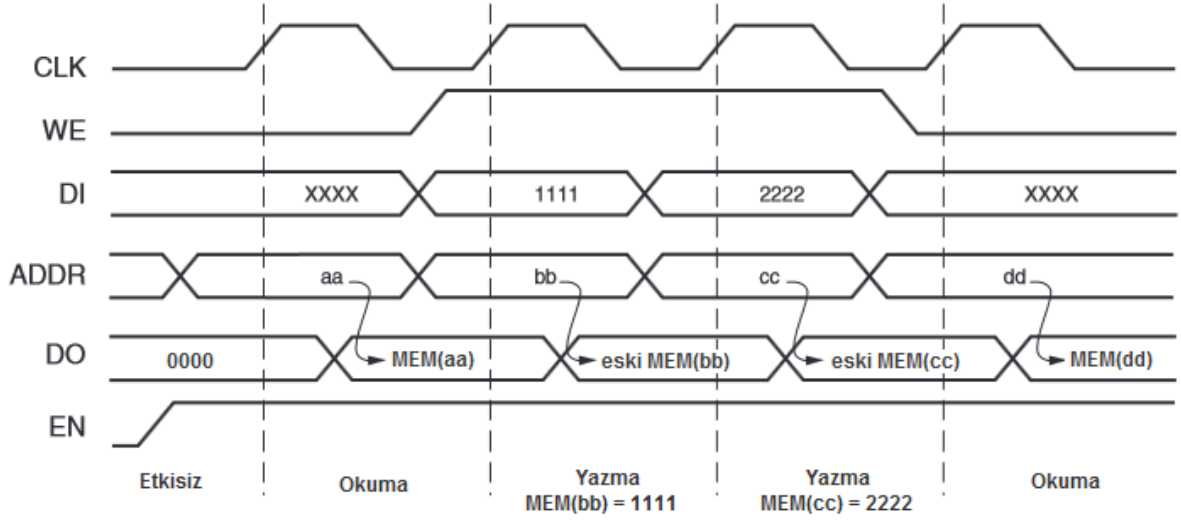 CLK
WE
DI XXXX 1111 2222 XXXX
ADDR aa bb cc dd
DO 0000 MEM(aa) eski MEM(bb) eski MEM(cc) MEM(dd)
EN
Etkisiz Okuma Yazma Yazma Okuma
MEM(bb) = 1111 MEM(cc) = 2222